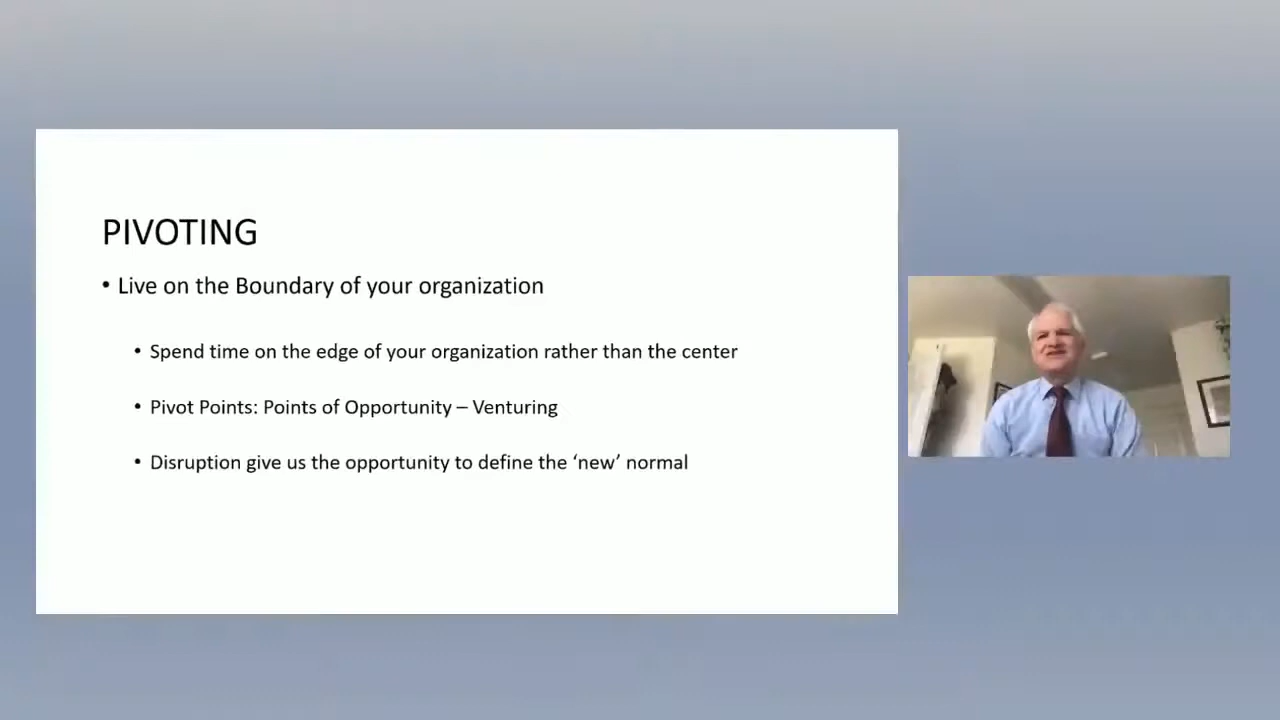 PIVOTING
• Live on the Boundary of your organization
• Spend time on the edge of your organization rather than the center
• Pivot Points: Points of Opportunity – Venturing
• Disruption give us the opportunity to define the ‘new’ normal